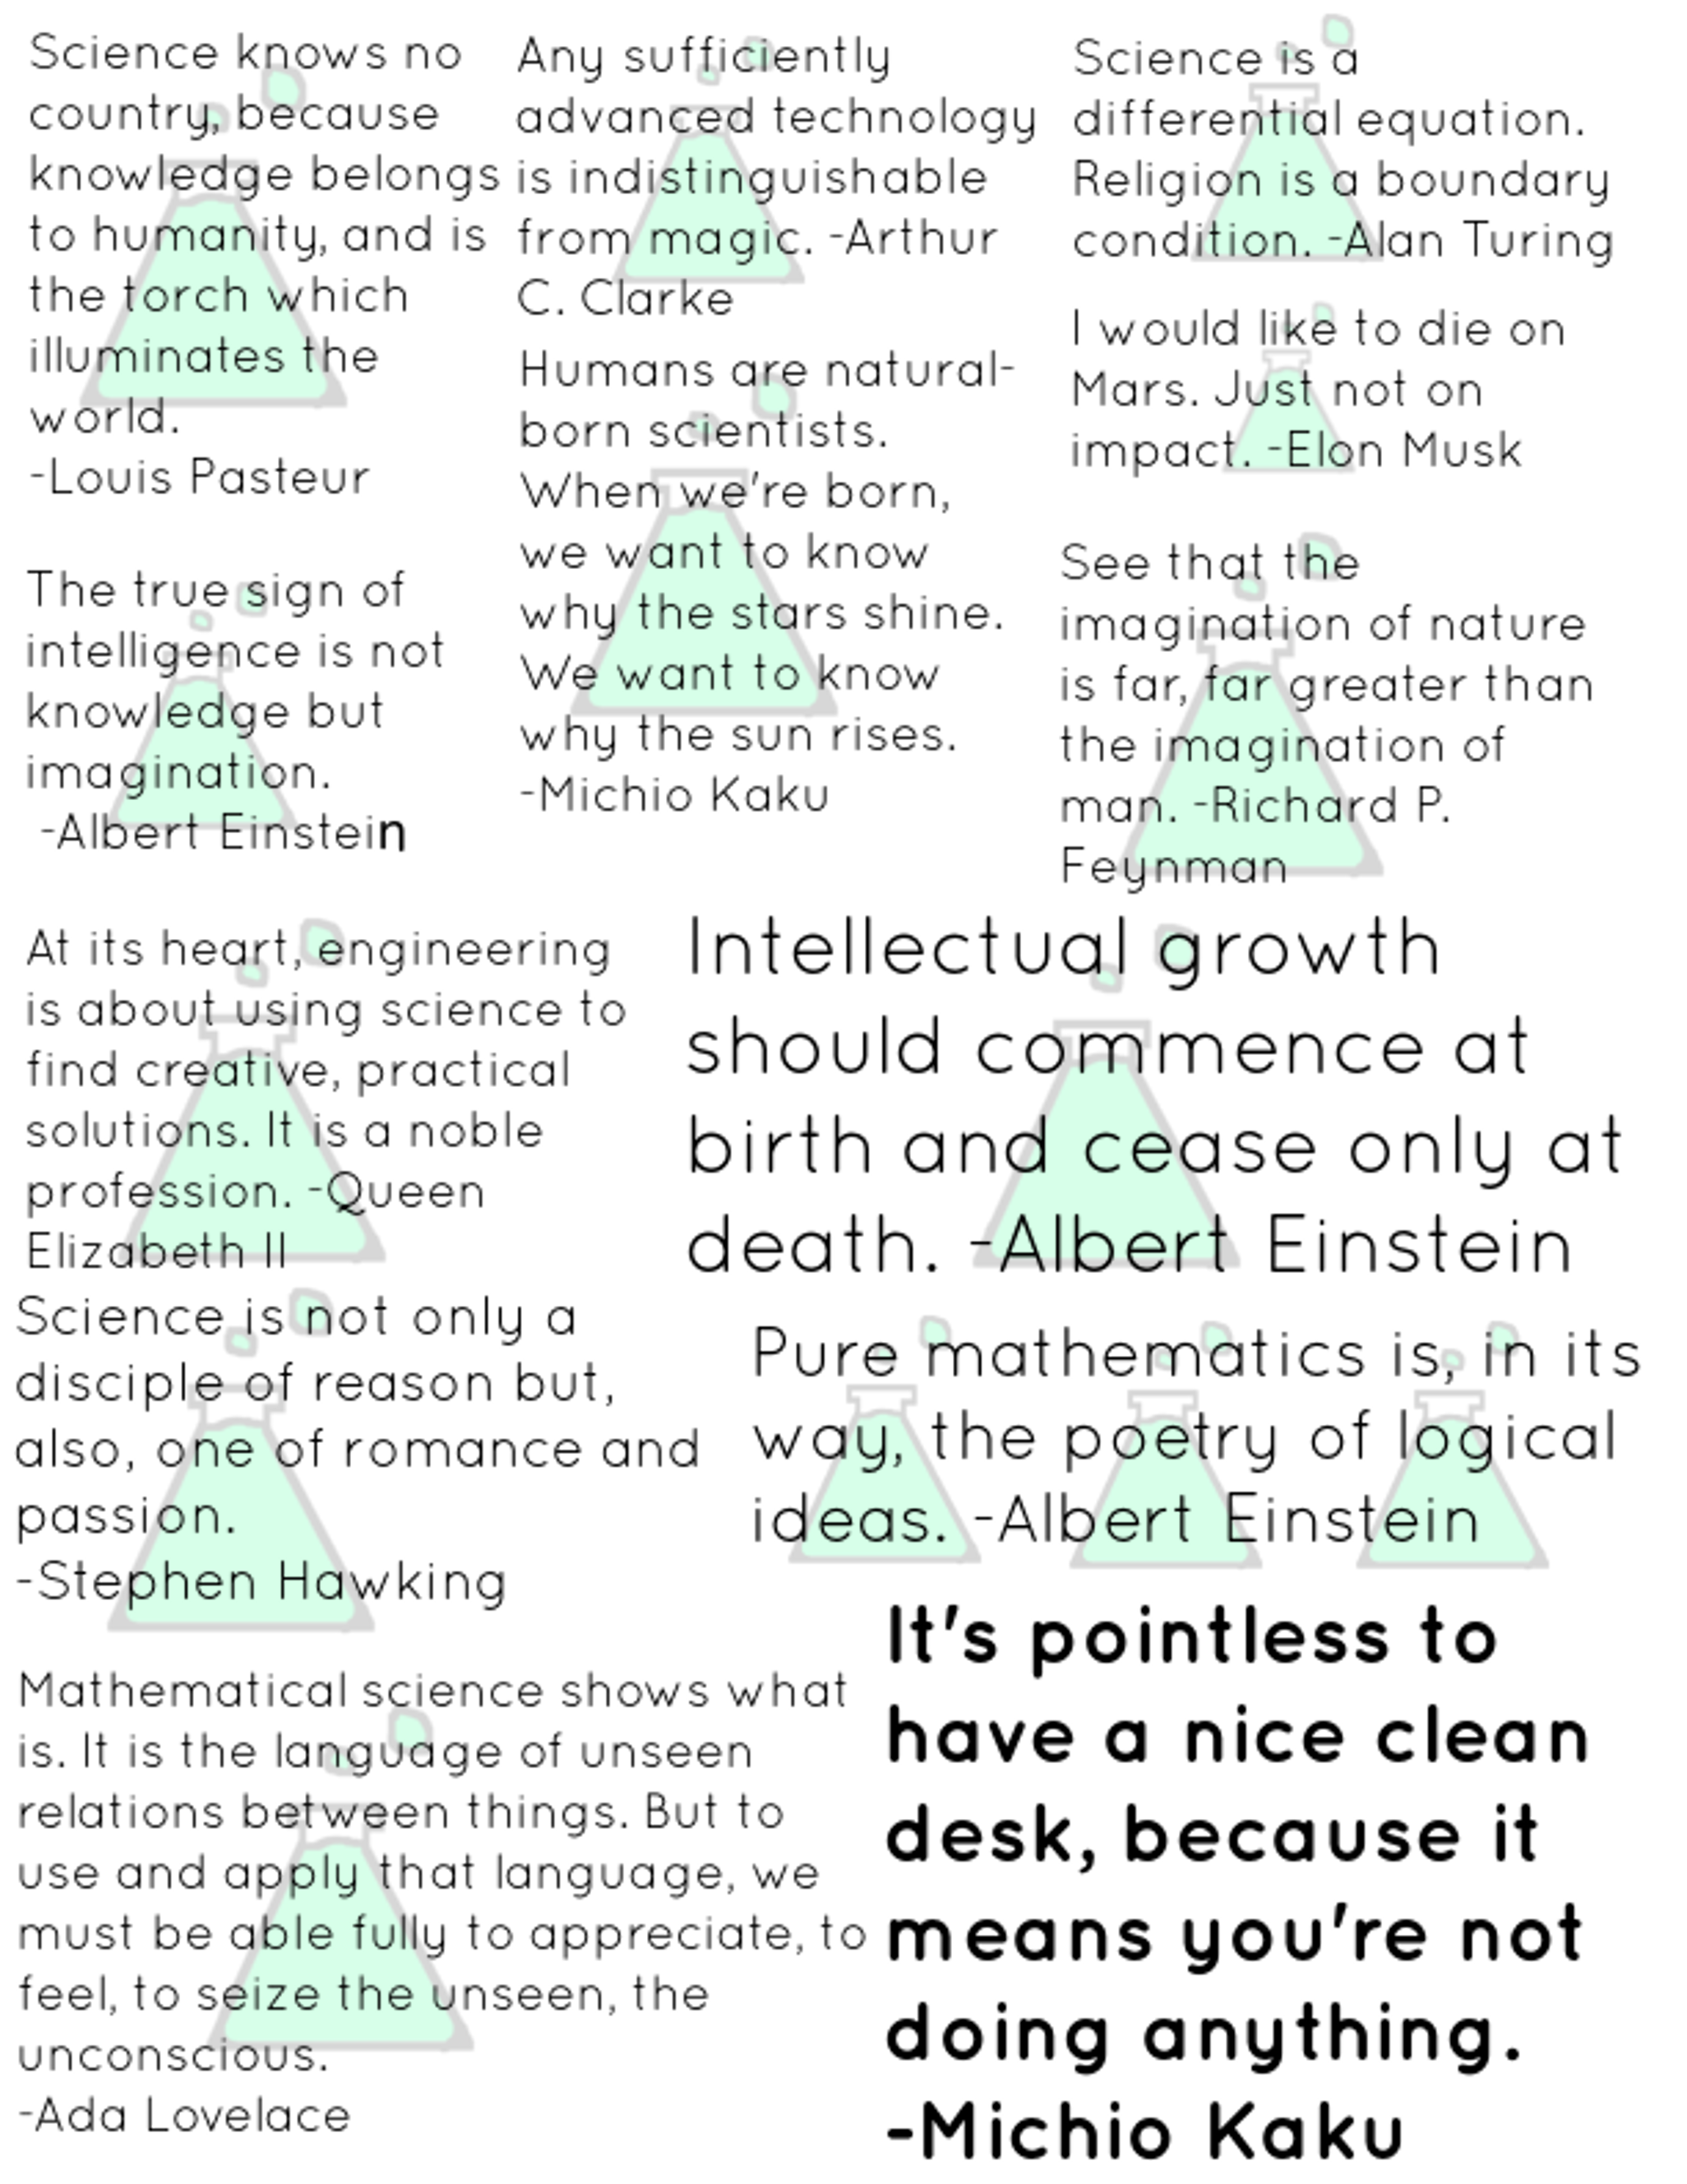 Science knows no
country, because
knowledge belongs
to humanity, and is
the torch which
illuminates the
world.
-Louis Pasteur
Any sufficiently
advanced technology
is indistinguishable
from magic. -Arthur
C. Clarke
Science is a
differential equation.
Religion is a boundary
condition. -Alan Turing
I would like to die on
Mars. Just not on
impact. -Elon Musk
Humans are natural-
born scientists.
When we're born,
we want to know
why the stars shine.
We want to know
why the sun rises.
-Michio Kaku
The true sign of
intelligence is not
knowledge but
imagination.
-Albert Einstein
See that the
imagination of nature
is far, far greater than
the imagination of
man. -Richard P.
Feynman
At its heart, engineering
is about using science to
find creative, practical
solutions. It is a noble
profession. -Queen
Elizabeth II
Intellectual growth
should commence at
birth and cease only at
death. -Albert Einstein
Science is not only a
disciple of reason but,
also, one of romance and
passion.
-Stephen Hawking
Pure mathematics is, in its
way, the poetry of logical
ideas. -Albert Einstein
Mathematical science shows what
is. It is the language of unseen
relations between things. But to
use and apply that language, we
must be able fully to appreciate, to
feel, to seize the unseen, the
unconscious.
-Ada Lovelace
It's pointless to
have a nice clean
desk, because it
means you're not
doing anything.
-Michio Kaku